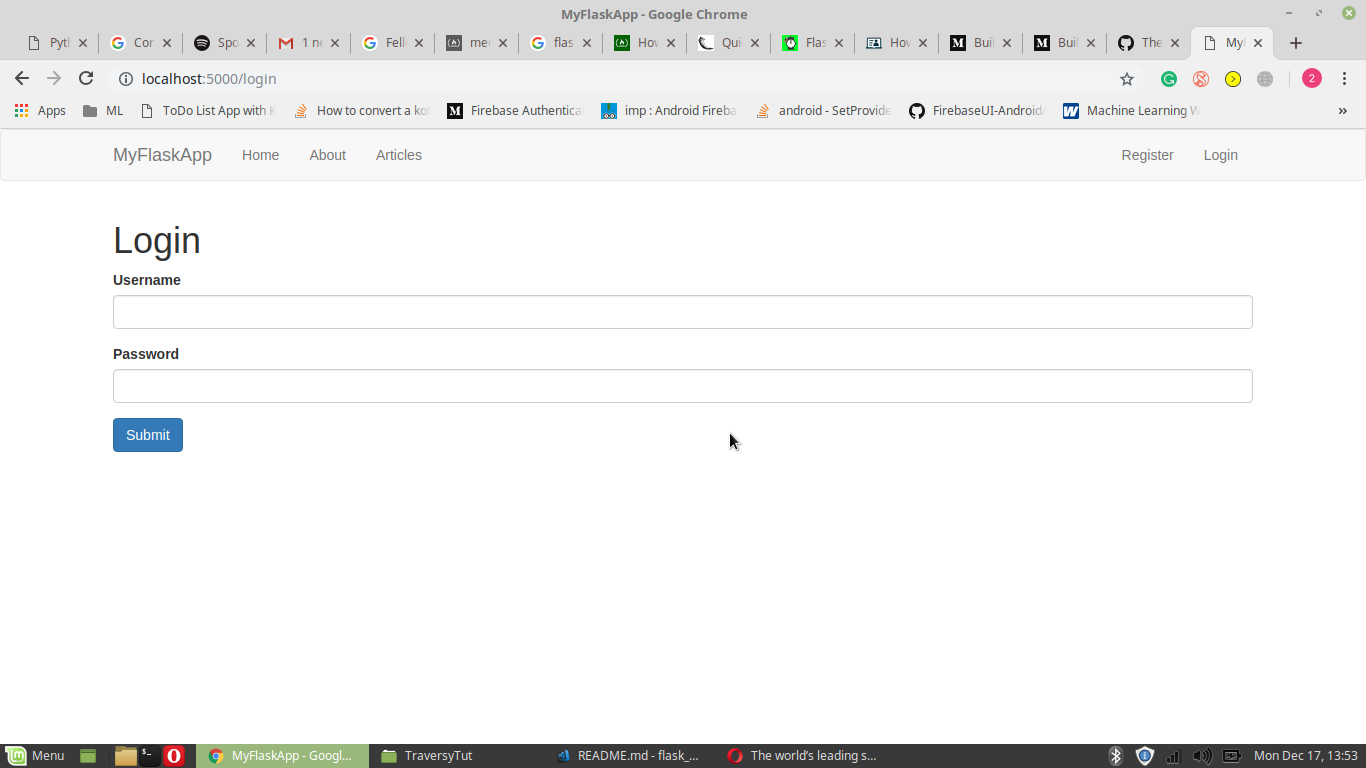 MyFlaskApp - Google Chrome
Pyth Cor Spo 1 ne Fell me flas How Qui Flas How Buil Buil The My
localhost:5000/login 2
Apps ML ToDo List App with K How to convert a ko Firebase Authentica imp : Android Fireba android - SetProvide FirebaseUI-Android/ Machine Learning W »
MyFlaskApp Home About Articles Register Login
Login
Username
Password
Submit
Menu MyFlaskApp - Googl... TraversyTut README.md - flask_... The world's leading s... Mon Dec 17, 13:53